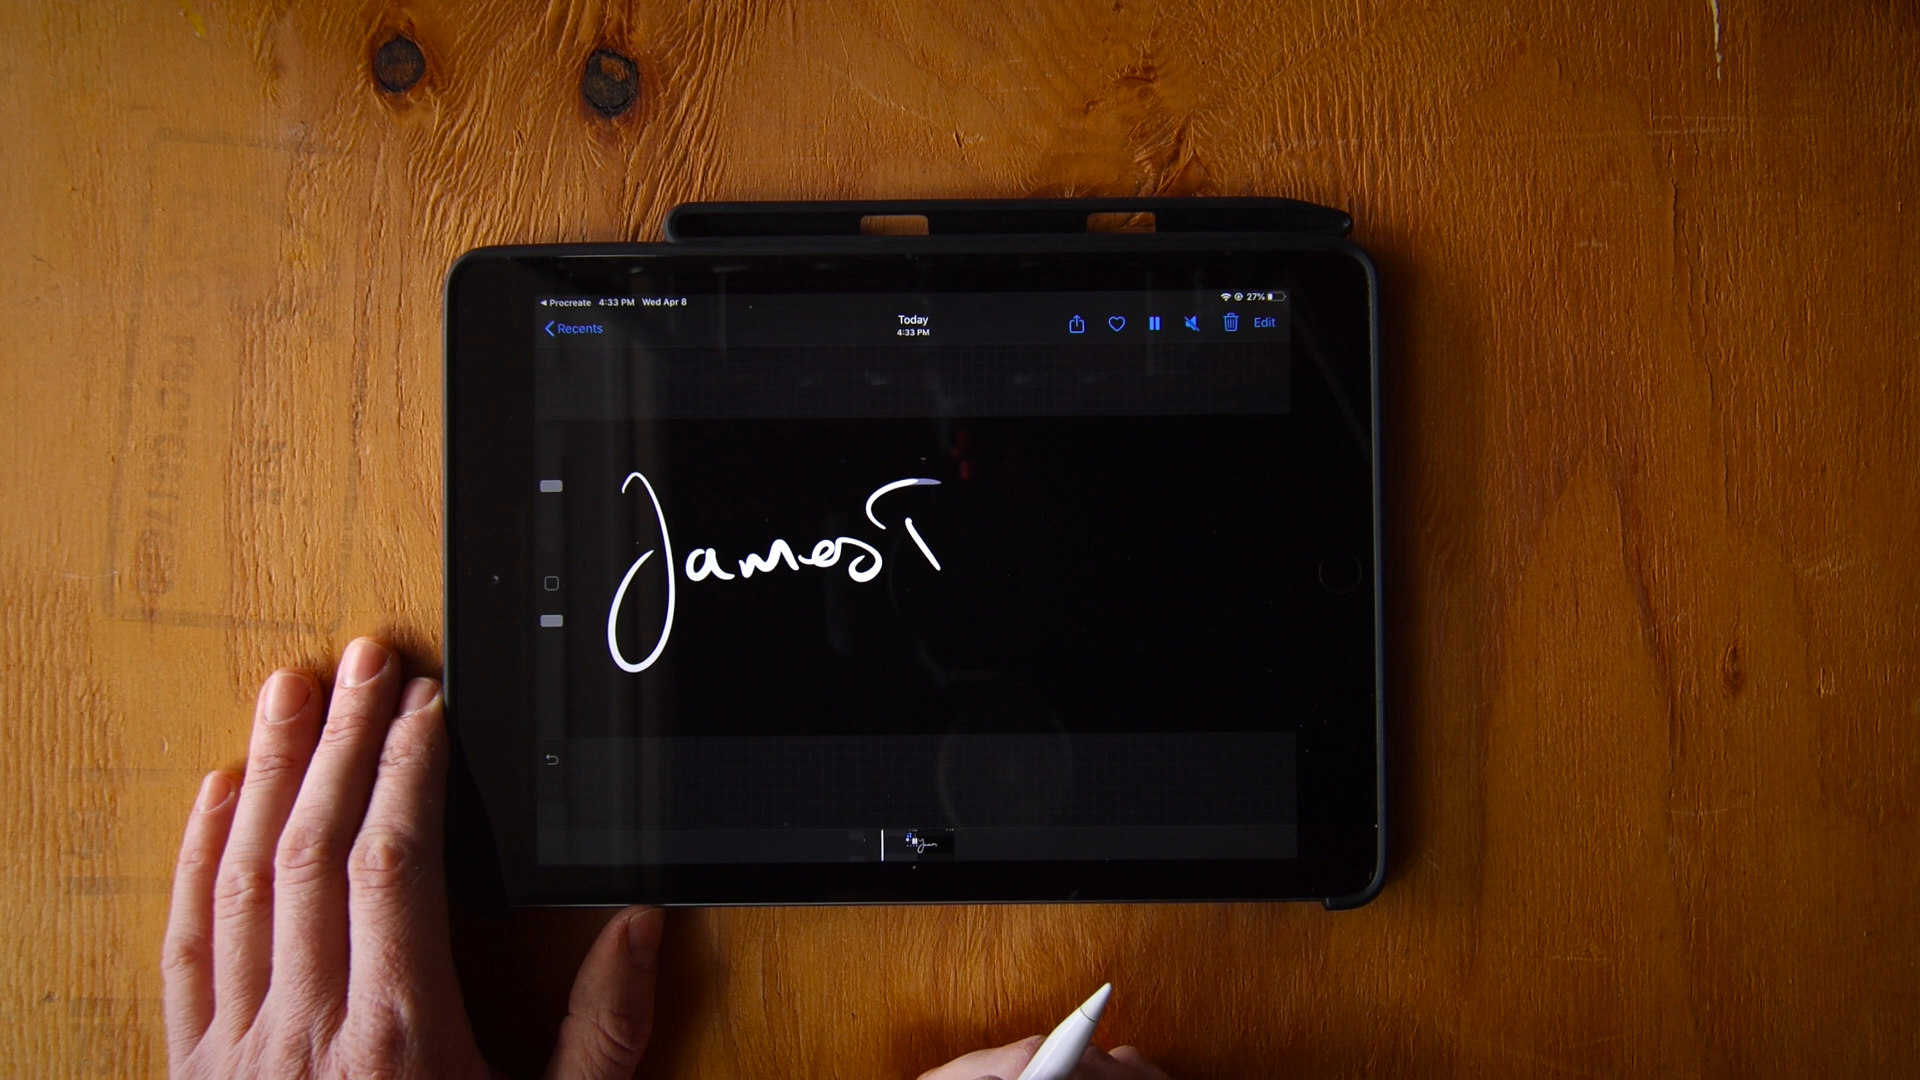 Procreate 4:33 PM Wed Apr 8
27%
Recents
Today
4:33 PM
Edit
James T